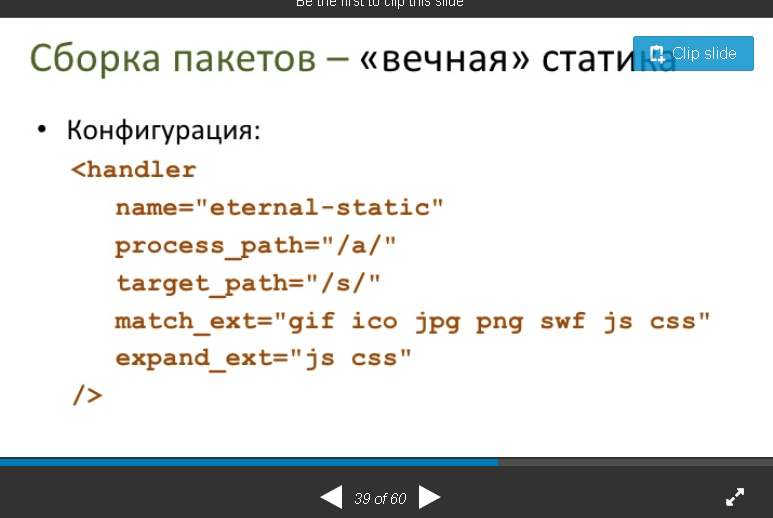 Be the first to clip this slide
Сборка пакетов – «вечная» статика
Clip slide
• Конфигурация:
<handler
name="eternal-static"
process_path="/a/"
target_path="/s/"
match_ext="gif ico jpg png swf js css"
expand_ext="js css"
/>
39 of 60